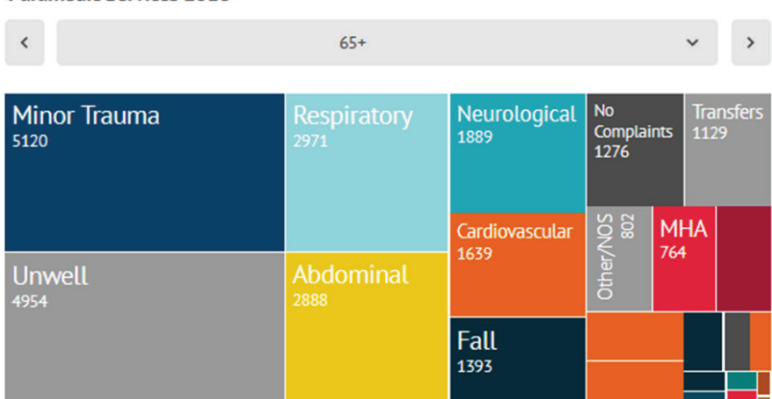 65+
Minor Trauma
5120
Respiratory
2971
Neurological
1889
No
Complaints
1276
Transfers
1129
Cardiovascular
1639
Other/NOS
802
MHA
764
Unwell
4954
Abdominal
2888
Fall
1393